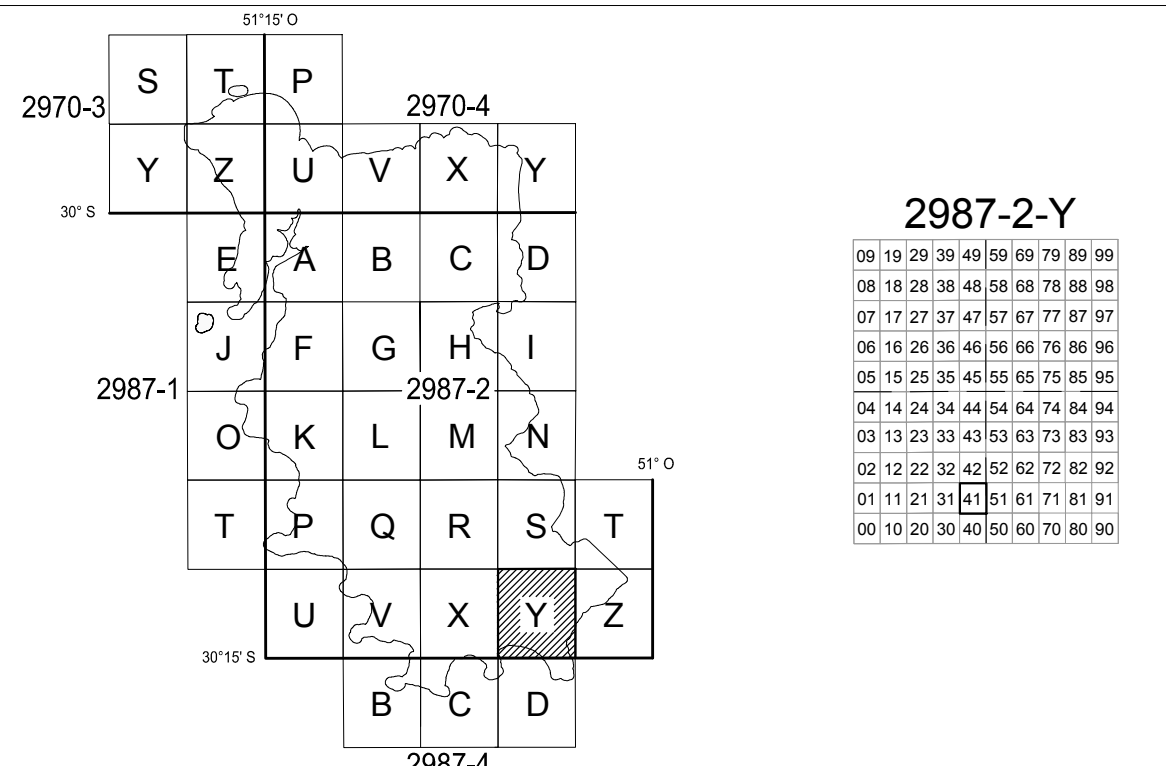 51°15' O
S T P
2970-3 2970-4
Y Z U V X Y
30° S
E A B C D
J F G H I
2987-1 2987-2
O K L M N
51° O
T P Q R S T
U V X Y Z
30°15' S
B C D
2987-4
2987-2-Y
09 19 29 39 49 59 69 79 89 99
08 18 28 38 48 58 68 78 88 98
07 17 27 37 47 57 67 77 87 97
06 16 26 36 46 56 66 76 86 96
05 15 25 35 45 55 65 75 85 95
04 14 24 34 44 54 64 74 84 94
03 13 23 33 43 53 63 73 83 93
02 12 22 32 42 52 62 72 82 92
01 11 21 31 41 51 61 71 81 91
00 10 20 30 40 50 60 70 80 90